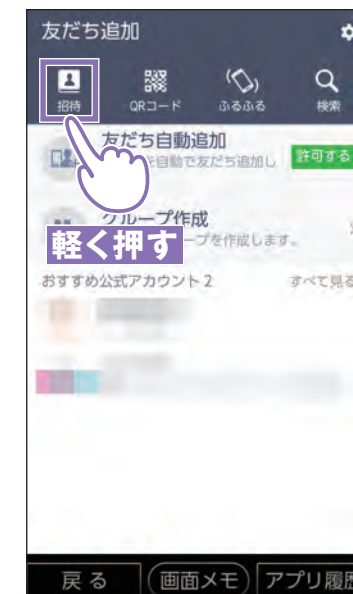 友だち追加
招待
QRコード
ふるふる
検索
友だち自動追加
を自動で友だち追加し
許可する
グループ作成
軽く押す
プを作成します。
おすすめ公式アカウント 2
すべて見る
戻る
画面メモ
アプリ履歴